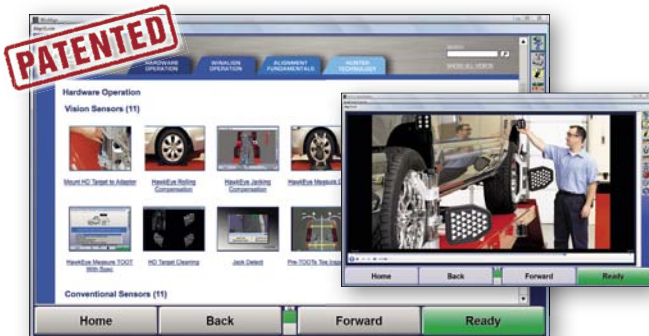 PATENTED
WinAlign
HARDWARE
OPERATION
WINALIGN
OPERATION
ALIGNMENT
FUNDAMENTALS
HUNTER
TECHNOLOGY
SEARCH
SHOW ALL VIDEOS
Hardware Operation
Vision Sensors (11)
Mount HD Target to Adaptor
HawkEye Rolling
Compensation
HawkEye Jacking
Compensation
HawkEye Measure
HawkEye Measure TOOT
With Spec
HD Target Cleaning
Jack Detect
Pre-TOOTs Toe
Conventional Sensors (11)
Home
Back
Forward
Ready
Home
Back
Forward
Ready